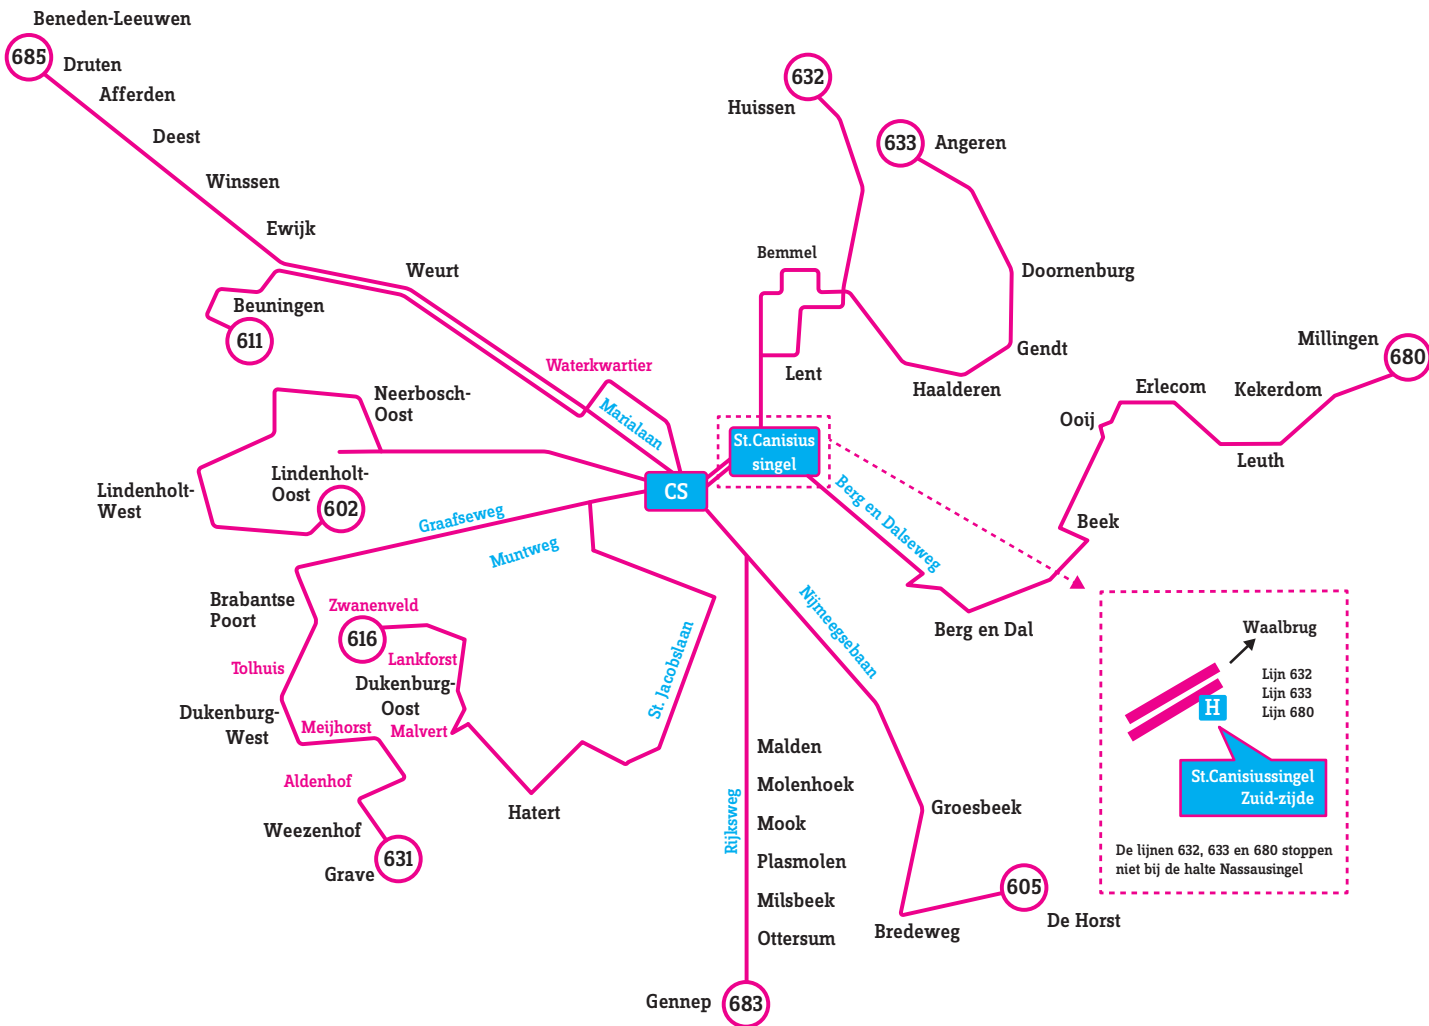 Beneden-Leeuwen
685
Druten
Afferden
Deest
Winssen
Ewijk
Weurt
Beuningen
611
632
Huissen
633
Angeren
Bemmel
Doornenburg
Gendt
Haalderen
Lent
Millingen
680
Kekerdom
Erlecom
Ooij
Leuth
Beek
Berg en Dal
Berg en Dalseweg
Waterkwartier
Marialaan
Neerbosch-
Oost
Lindenholt-
Oost
602
Lindenholt-
West
St.Canisius
singel
CS
Graafseweg
Muntweg
Brabantse
Poort
Zwanenveld
616
Lankforst
Tolhuis
Dukenburg-
Oost
Dukenburg-
West
Meijhorst
Malvert
Aldenhof
Weezenhof
631
Grave
Hatert
St. Jacobslaan
Nijmeegsebaan
Rijksweg
Malden
Molenhoek
Mook
Plasmolen
Milsbeek
Ottersum
Gennep
683
Groesbeek
Bredeweg
605
De Horst
Waalbrug
Lijn 632
Lijn 633
Lijn 680
H
St.Canisiussingel
Zuid-zijde
De lijnen 632, 633 en 680 stoppen
niet bij de halte Nassausingel